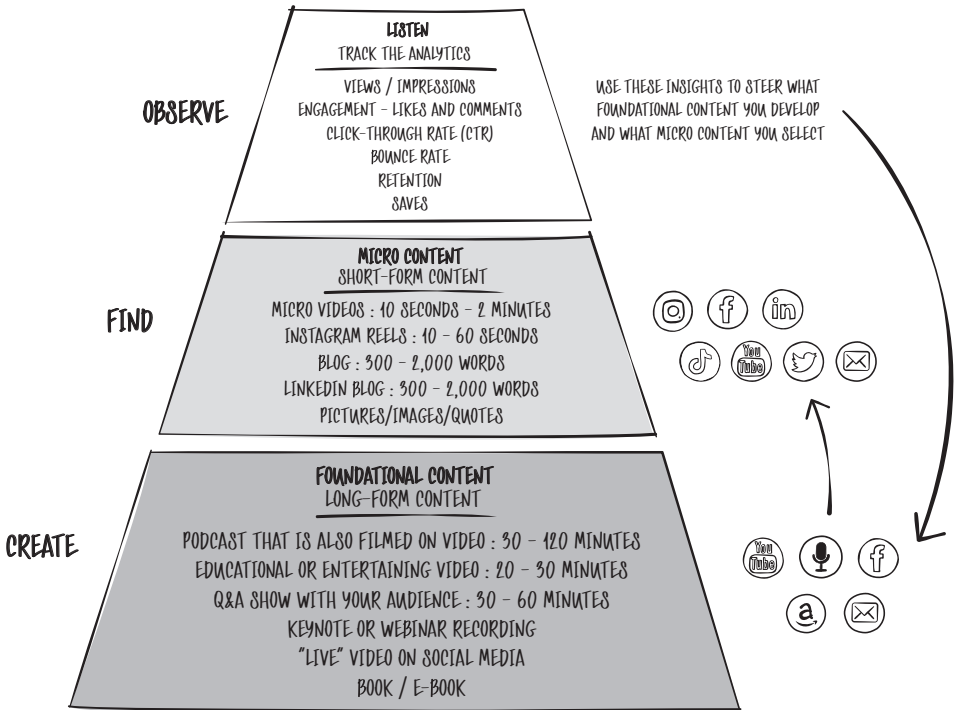 OBSERVE
LISTEN
TRACK THE ANALYTICS
VIEWS / IMPRESSIONS
ENGAGEMENT - LIKES AND COMMENTS
CLICK-THROUGH RATE (CTR)
BOUNCE RATE
RETENTION
SAVES
USE THESE INSIGHTS TO STEER WHAT
FOUNDATIONAL CONTENT YOU DEVELOP
AND WHAT MICRO CONTENT YOU SELECT
FIND
MICRO CONTENT
SHORT-FORM CONTENT
MICRO VIDEOS : 10 SECONDS - 2 MINUTES
INSTAGRAM REELS : 10 - 60 SECONDS
BLOG : 300 - 2,000 WORDS
LINKEDIN BLOG : 300 - 2,000 WORDS
PICTURES/IMAGES/QUOTES
f
in
You
Tube
CREATE
FOUNDATIONAL CONTENT
LONG-FORM CONTENT
PODCAST THAT IS ALSO FILMED ON VIDEO : 30 - 120 MINUTES
EDUCATIONAL OR ENTERTAINING VIDEO : 20 - 30 MINUTES
Q&A SHOW WITH YOUR AUDIENCE : 30 - 60 MINUTES
KEYNOTE OR WEBINAR RECORDING
"LIVE" VIDEO ON SOCIAL MEDIA
BOOK / E-BOOK
You
Tube
f
a